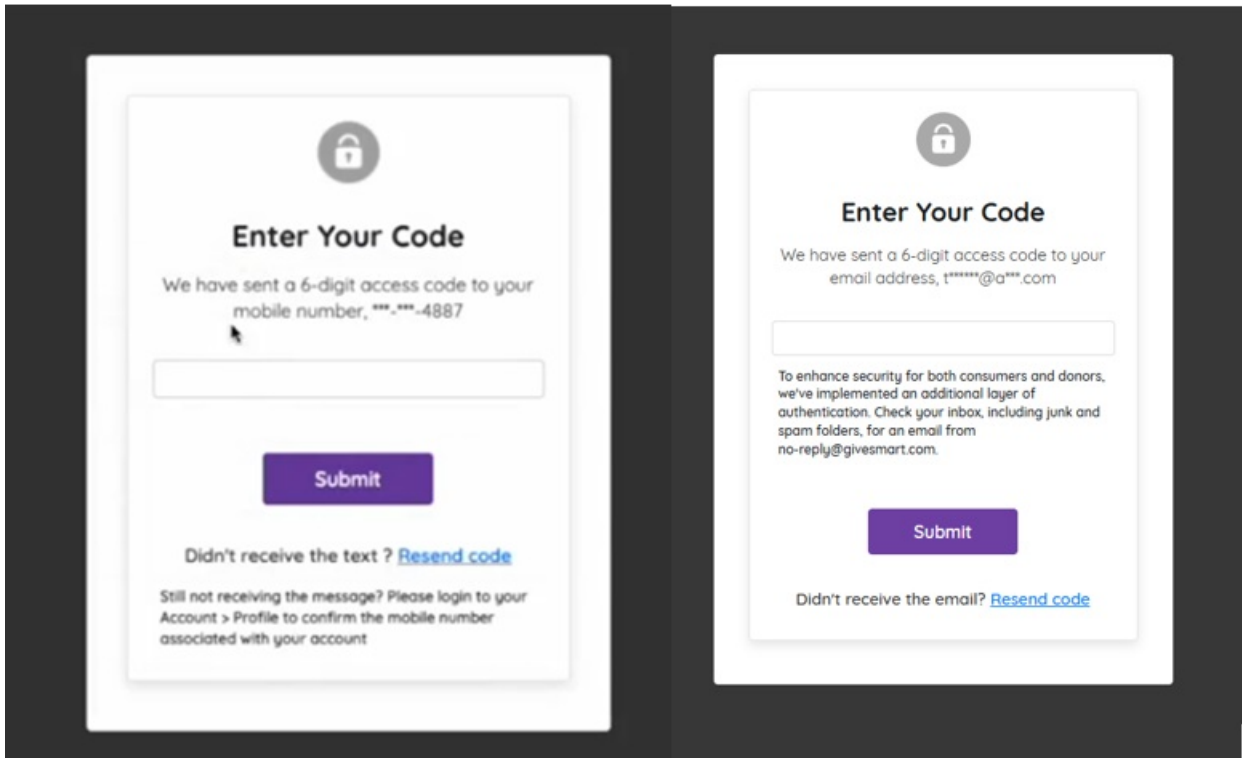 Enter Your Code
We have sent a 6-digit access code to your
mobile number, ***-***-4887
Submit
Didn't receive the text ? Resend code
Still not receiving the message? Please login to your
Account > Profile to confirm the mobile number
associated with your account
Enter Your Code
We have sent a 6-digit access code to your
email address, t******@a***.com
To enhance security for both consumers and donors,
we've implemented an additional layer of
authentication. Check your inbox, including junk and
spam folders, for an email from
no-reply@givesmart.com.
Submit
Didn't receive the email? Resend code